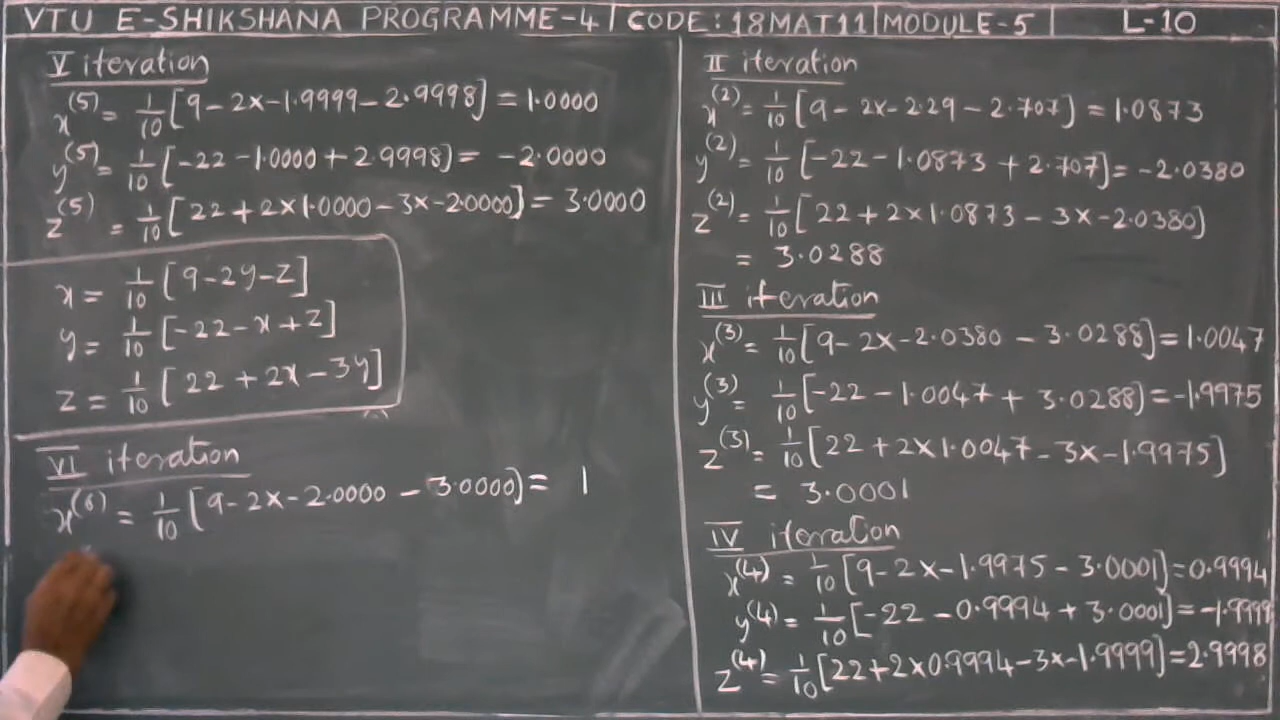 VTU E-SHIKSHANA PROGRAMME-4 | CODE:18MAT11 | MODULE-5 | L-10
V iteration
x^(5) = 1/10 [9-2x-1.9999-2.9998] = 1.0000
y^(5) = 1/10 [-22-1.0000+2.9998] = -2.0000
z^(5) = 1/10 [22+2x1.0000-3x-2.0000] = 3.0000
x = 1/10 [9-2y-z]
y = 1/10 [-22-x+z]
z = 1/10 [22+2x-3y]
VI iteration
x^(6) = 1/10 [9-2x-2.0000-3.0000] = 1
II iteration
x^(2) = 1/10 [9-2x-2.29-2.707] = 1.0873
y^(2) = 1/10 [-22-1.0873+2.707] = -2.0380
z^(2) = 1/10 [22+2x1.0873-3x-2.0380]
= 3.0288
III iteration
x^(3) = 1/10 [9-2x-2.0380-3.0288] = 1.0047
y^(3) = 1/10 [-22-1.0047+3.0288] = -1.9975
z^(3) = 1/10 [22+2x1.0047-3x-1.9975]
= 3.0001
IV iteration
x^(4) = 1/10 [9-2x-1.9975-3.0001] = 0.9994
y^(4) = 1/10 [-22-0.9994+3.0001] = -1.9999
z^(4) = 1/10 [22+2x0.9994-3x-1.9999] = 2.9998